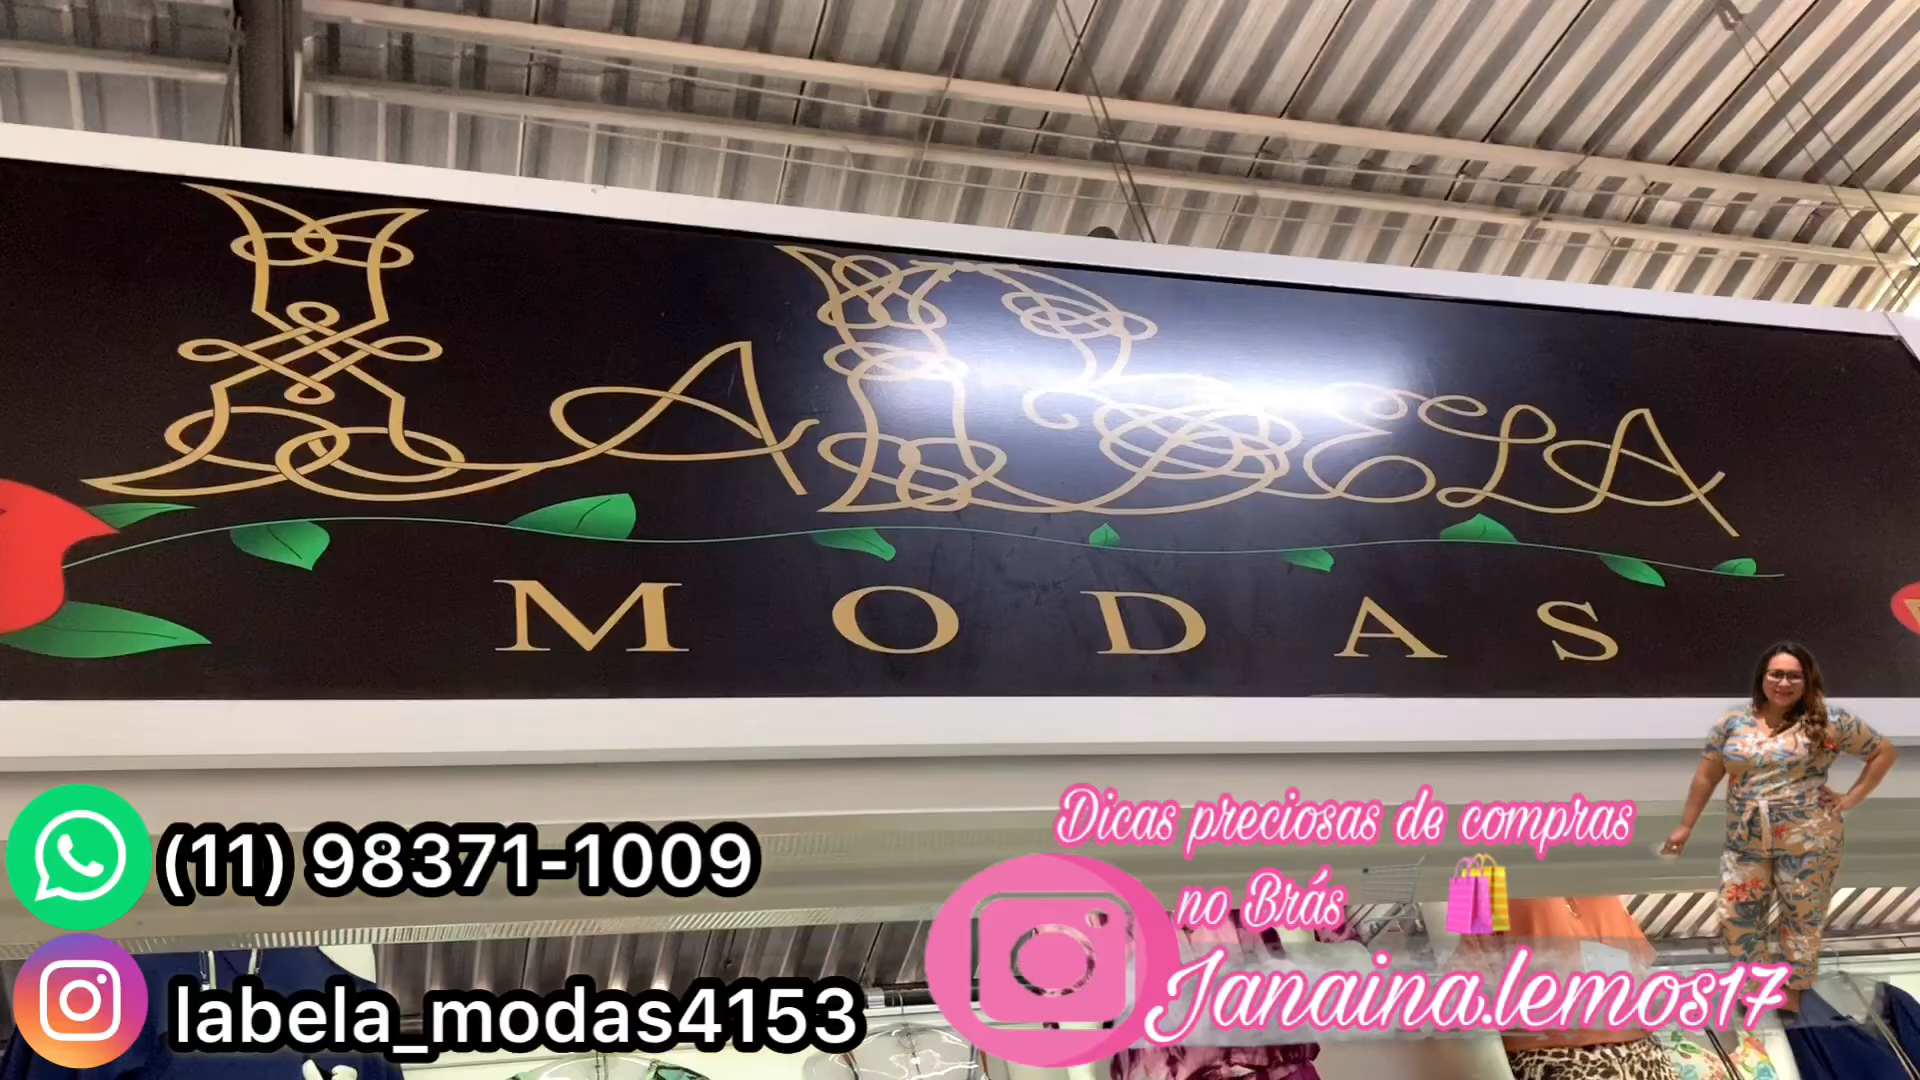 LABELA
MODAS
(11) 98371-1009
labela_modas4153
Dicas preciosas de compras
no Brás
Janaina.lemos17